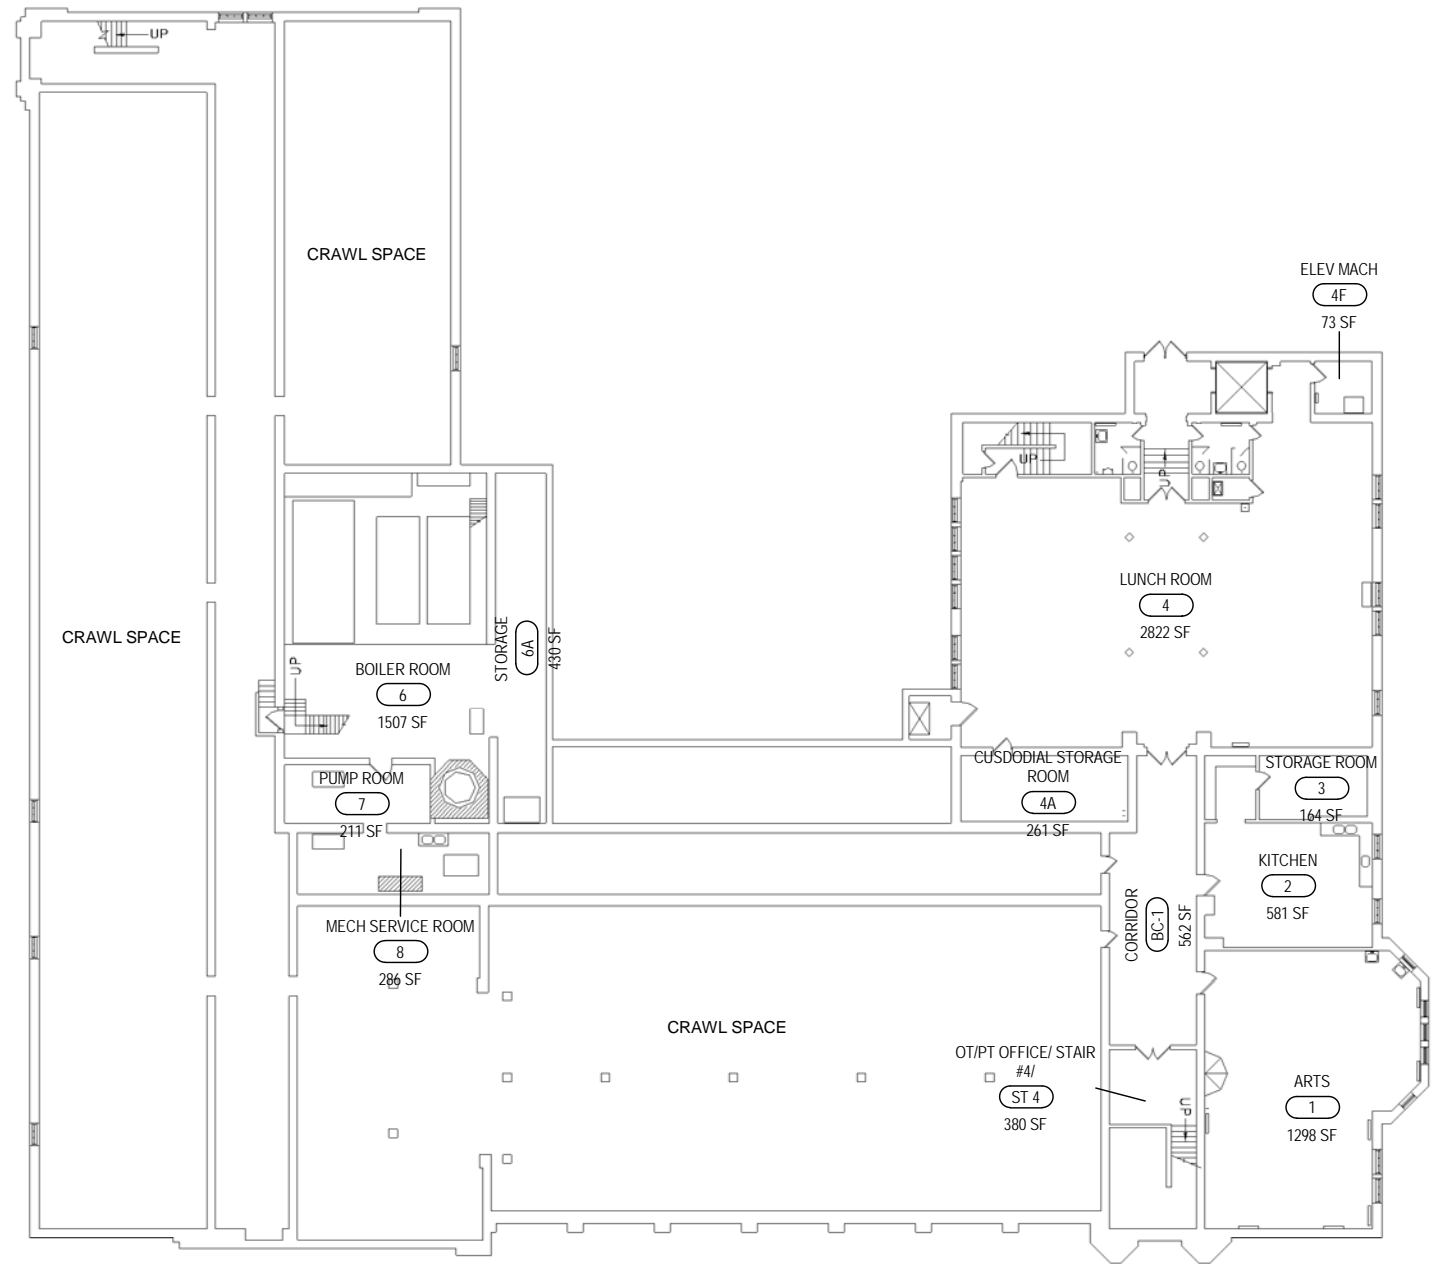 UP
CRAWL SPACE
ELEV MACH
4F
73 SF
UP
UP
LUNCH ROOM
4
2822 SF
CRAWL SPACE
STORAGE
6A
430 SF
UP
BOILER ROOM
6
1507 SF
CUSDODIAL STORAGE
ROOM
4A
261 SF
STORAGE ROOM
3
164 SF
PUMP ROOM
7
211 SF
KITCHEN
2
581 SF
CORRIDOR
BC-1
562 SF
MECH SERVICE ROOM
8
286 SF
CRAWL SPACE
OT/PT OFFICE/ STAIR
#4/
ST 4
380 SF
UP
ARTS
1
1298 SF